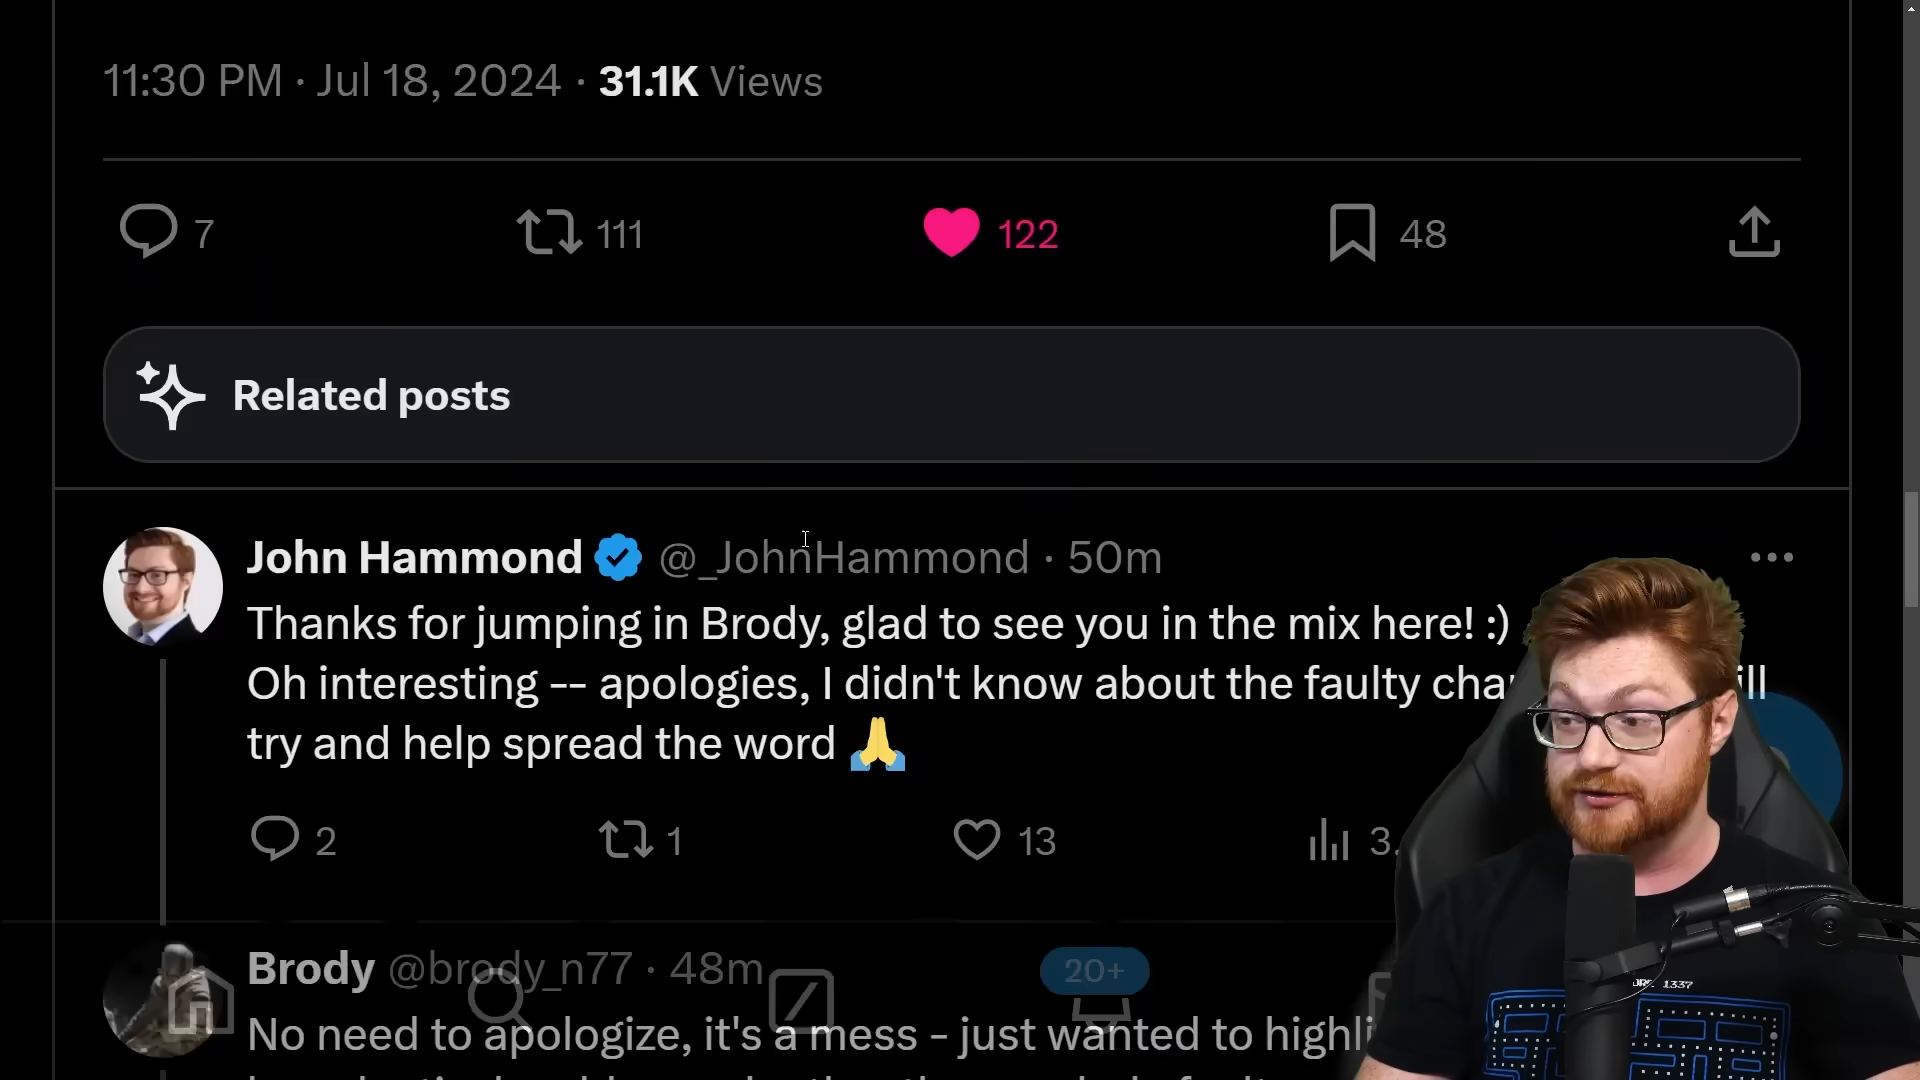 11:30 PM · Jul 18, 2024 · 31.1K Views
7 111 122 48
Related posts
John Hammond @_JohnHammond · 50m
Thanks for jumping in Brody, glad to see you in the mix here! :)
Oh interesting -- apologies, I didn't know about the faulty
try and help spread the word 🙏
2 1 13 3.
Brody @brody_n77 · 48m
20+
No need to apologize, it's a mess - just wanted to
1337